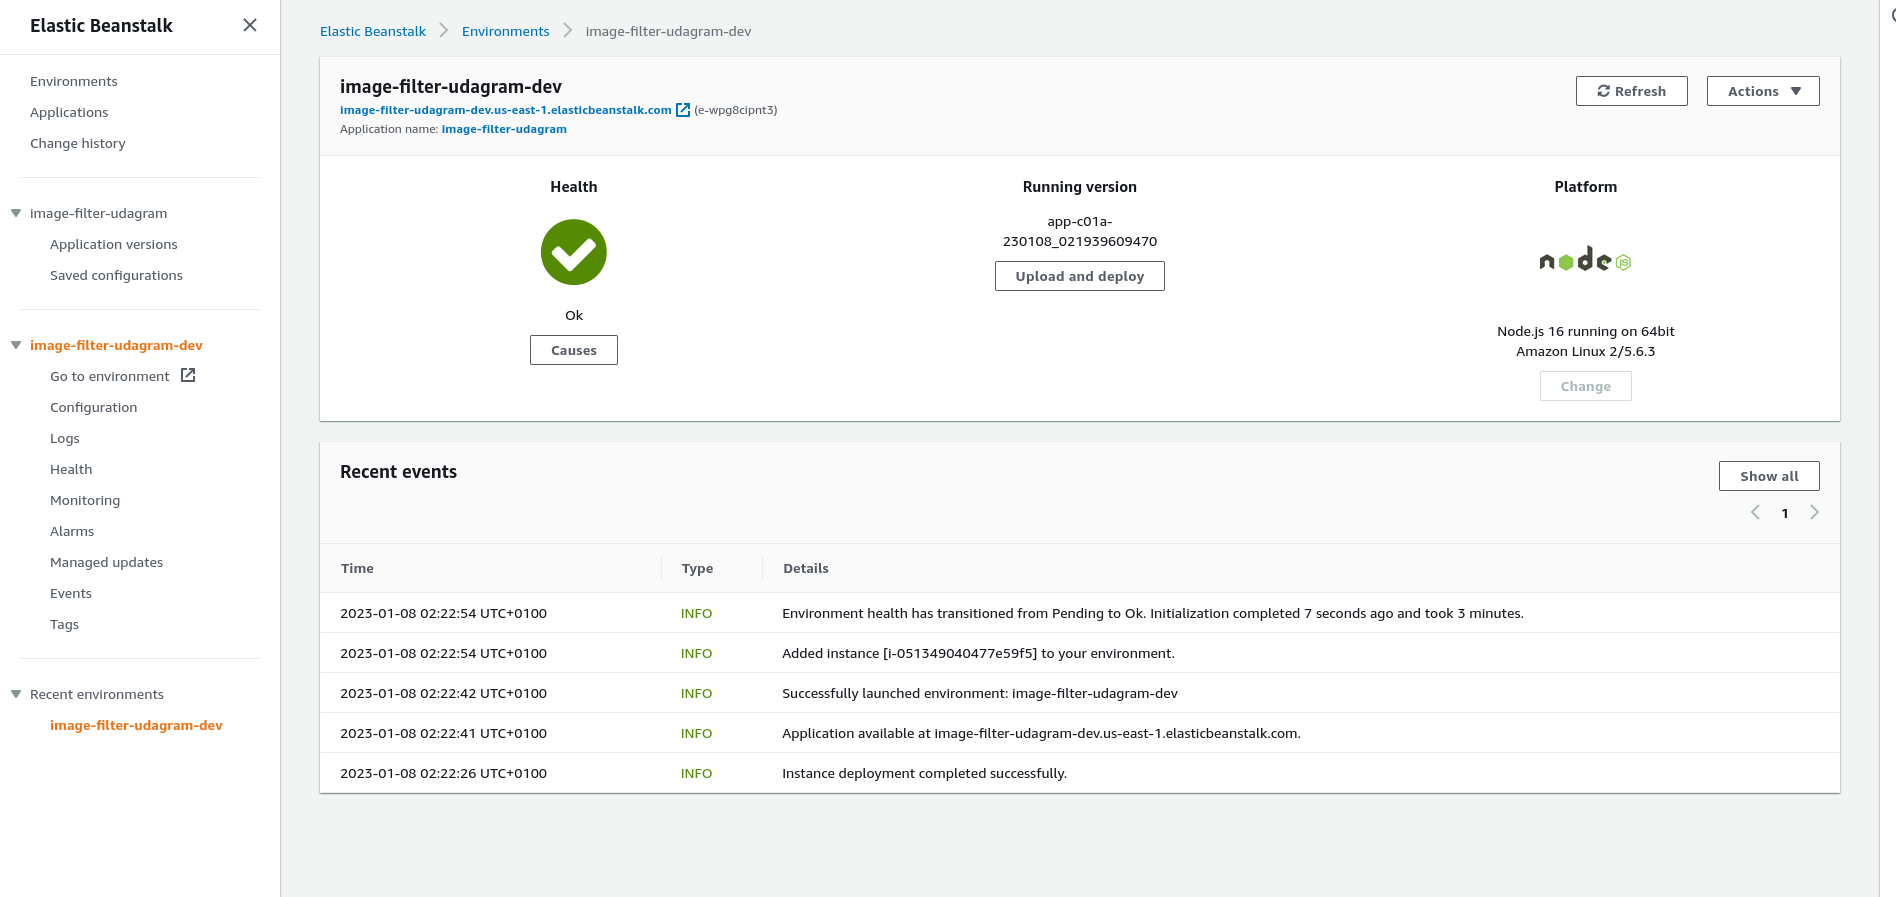 Elastic Beanstalk
Environments
Applications
Change history
image-filter-udagram
Application versions
Saved configurations
image-filter-udagram-dev
Go to environment
Configuration
Logs
Health
Monitoring
Alarms
Managed updates
Events
Tags
Recent environments
image-filter-udagram-dev
Elastic Beanstalk Environments image-filter-udagram-dev
image-filter-udagram-dev
image-filter-udagram-dev.us-east-1.elasticbeanstalk.com (e-wpg8cipnt3)
Application name: image-filter-udagram
Refresh
Actions
Health
Ok
Causes
Running version
app-c01a-
230108_021939609470
Upload and deploy
Platform
node JS
Node.js 16 running on 64bit
Amazon Linux 2/5.6.3
Change
Recent events
Show all
1
Time Type Details
2023-01-08 02:22:54 UTC+0100 INFO Environment health has transitioned from Pending to Ok. Initialization completed 7 seconds ago and took 3 minutes.
2023-01-08 02:22:54 UTC+0100 INFO Added instance [i-051349040477e59f5] to your environment.
2023-01-08 02:22:42 UTC+0100 INFO Successfully launched environment: image-filter-udagram-dev
2023-01-08 02:22:41 UTC+0100 INFO Application available at image-filter-udagram-dev.us-east-1.elasticbeanstalk.com.
2023-01-08 02:22:26 UTC+0100 INFO Instance deployment completed successfully.